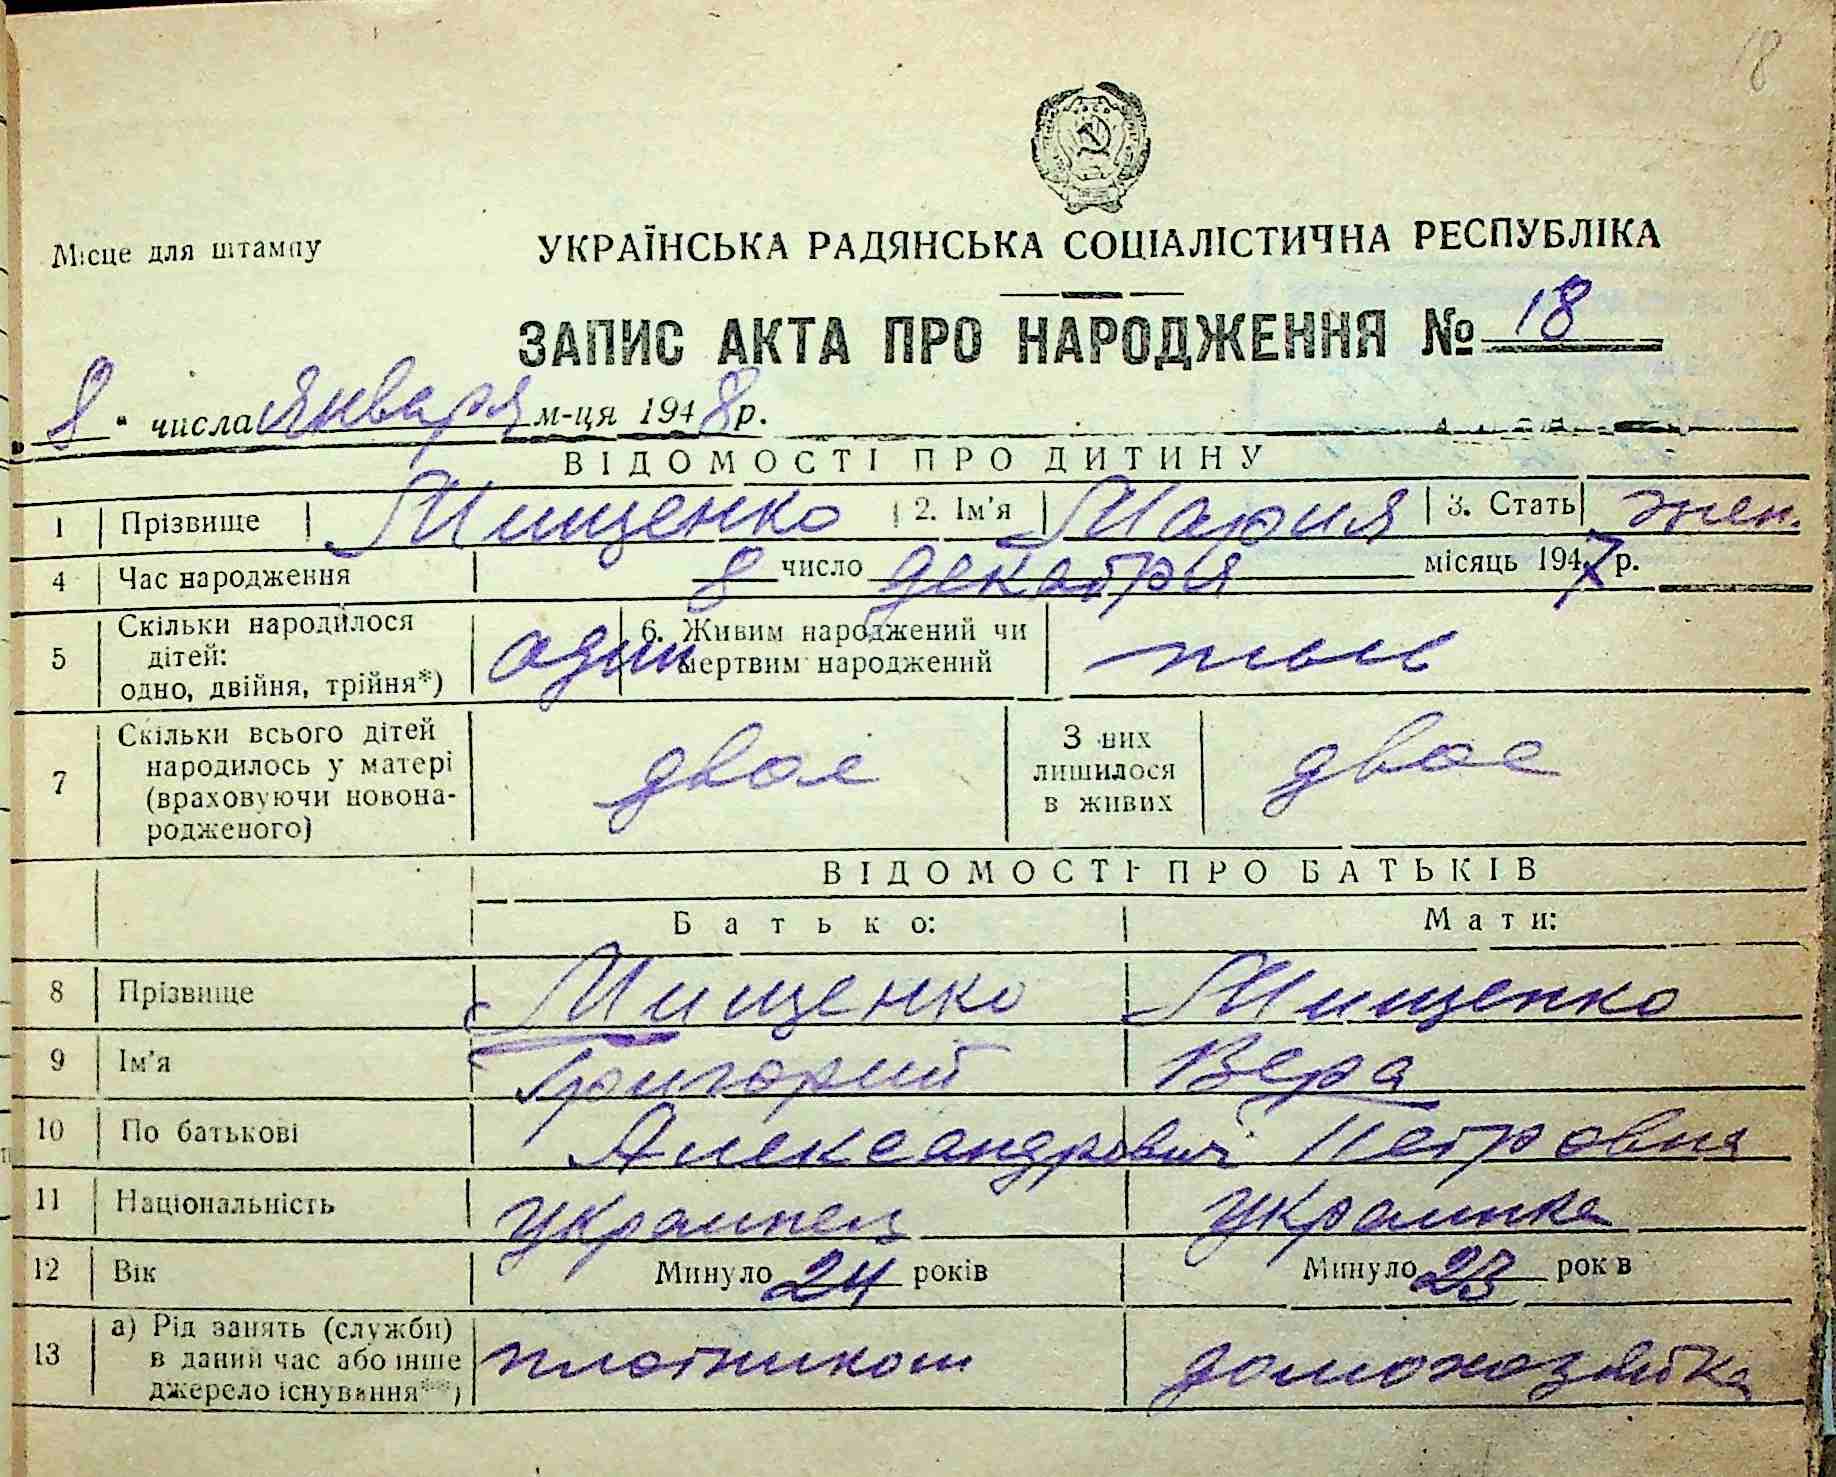 18
Місце для штампу
УКРАЇНСЬКА РАДЯНСЬКА СОЦІАЛІСТИЧНА РЕСПУБЛІКА
ЗАПИС АКТА ПРО НАРОДЖЕННЯ № 18
„ 8 “ числа января м-ця 1948 р.
ВІДОМОСТІ ПРО ДИТИНУ
1 Прізвище Мищенко 2. Ім'я Мария 3. Стать жен.
4 Час народження 8 число декабря місяць 1947 р.
5 Скільки народилося дітей: одно, двійня, трійня*) один 6. Живим народжений чи мертвим народжений
7 Скільки всього дітей народилось у матері (враховуючи новонародженого) двое З них лишилося в живих двое
ВІДОМОСТІ ПРО БАТЬКІВ
Батько: Мати:
8 Прізвище Мищенко Мищенко
9 Ім'я Григорий Вера
10 По батькові Александрович Петровна
11 Національність украинец украинка
12 Вік Минуло 24 років Минуло 23 років
13 а) Рід занять (служби) в даний час або інше джерело існування**) плотником домохозяйка